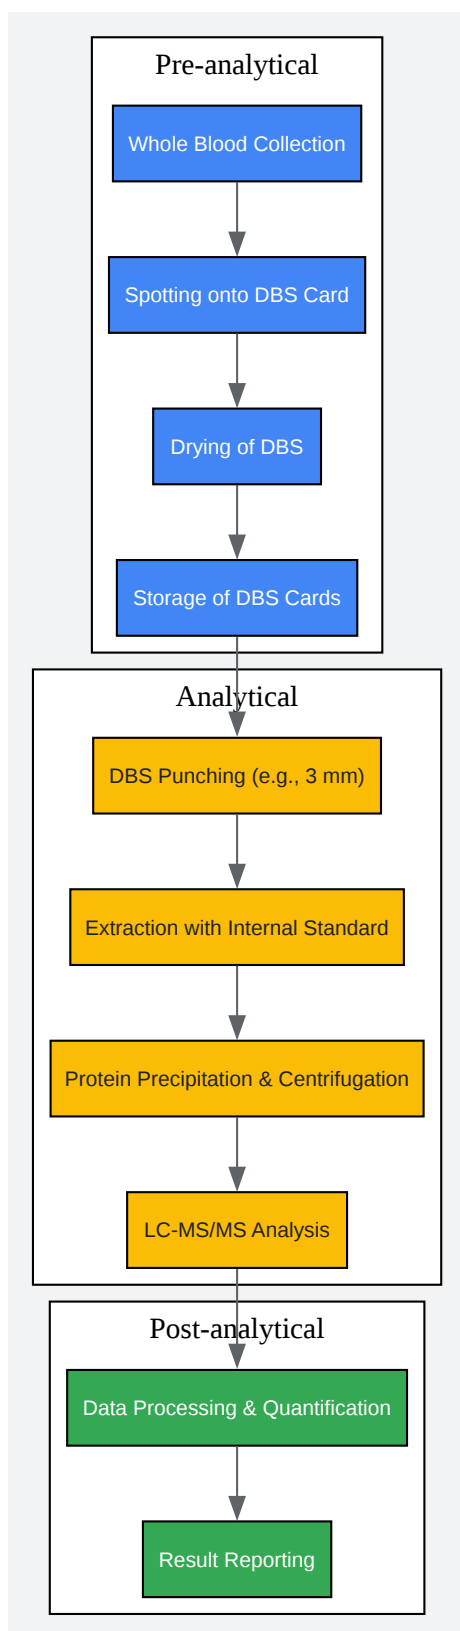 Pre-analytical
Whole Blood Collection
Spotting onto DBS Card
Drying of DBS
Storage of DBS Cards
Analytical
DBS Punching (e.g., 3 mm)
Extraction with Internal Standard
Protein Precipitation & Centrifugation
LC-MS/MS Analysis
Post-analytical
Data Processing & Quantification
Result Reporting